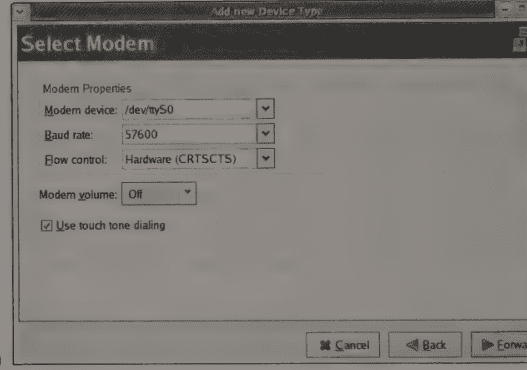 Add new Device Type
Select Modem
Modem Properties
Modem device: /dev/ttyS0
Baud rate: 57600
Flow control: Hardware (CRTSCTS)
Modem volume: Off
Use touch tone dialing
Cancel Back Forwa